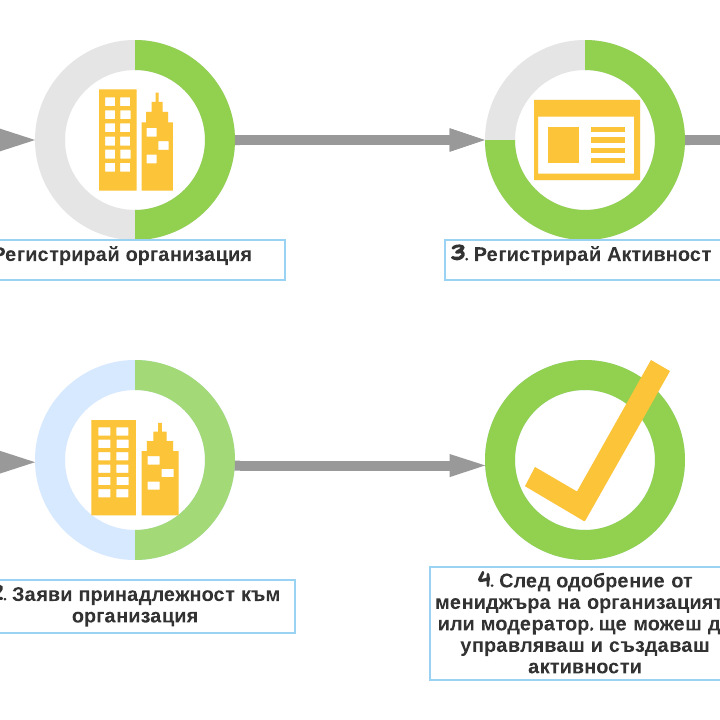 Регистрирай организация
3. Регистрирай Активност
2. Заяви принадлежност към
организация
4. След одобрение от
мениджъра на организацият
или модератор, ще можеш д
управляваш и създаваш
активности